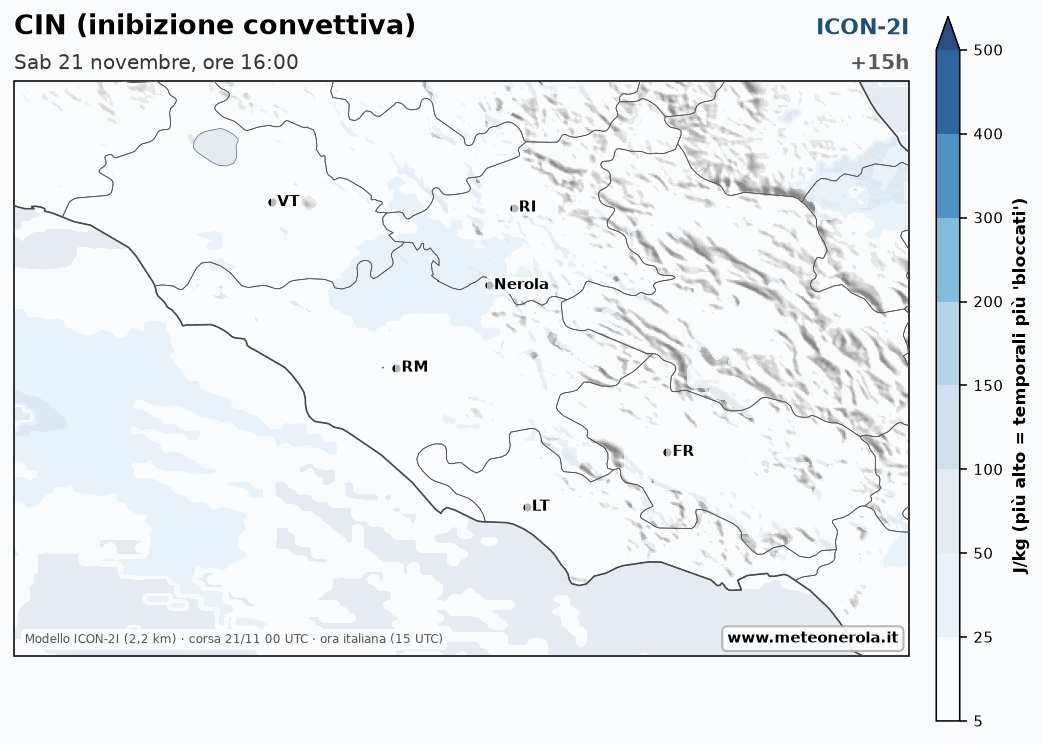 CIN (inibizione convettiva)
ICON-2I
Sab 21 novembre, ore 16:00
+15h
VT
RI
Nerola
RM
FR
LT
Modello ICON-2I (2,2 km) · corsa 21/11 00 UTC · ora italiana (15 UTC)
www.meteonerola.it
500
400
300
200
150
100
50
25
5
J/kg (più alto = temporali più 'bloccati')